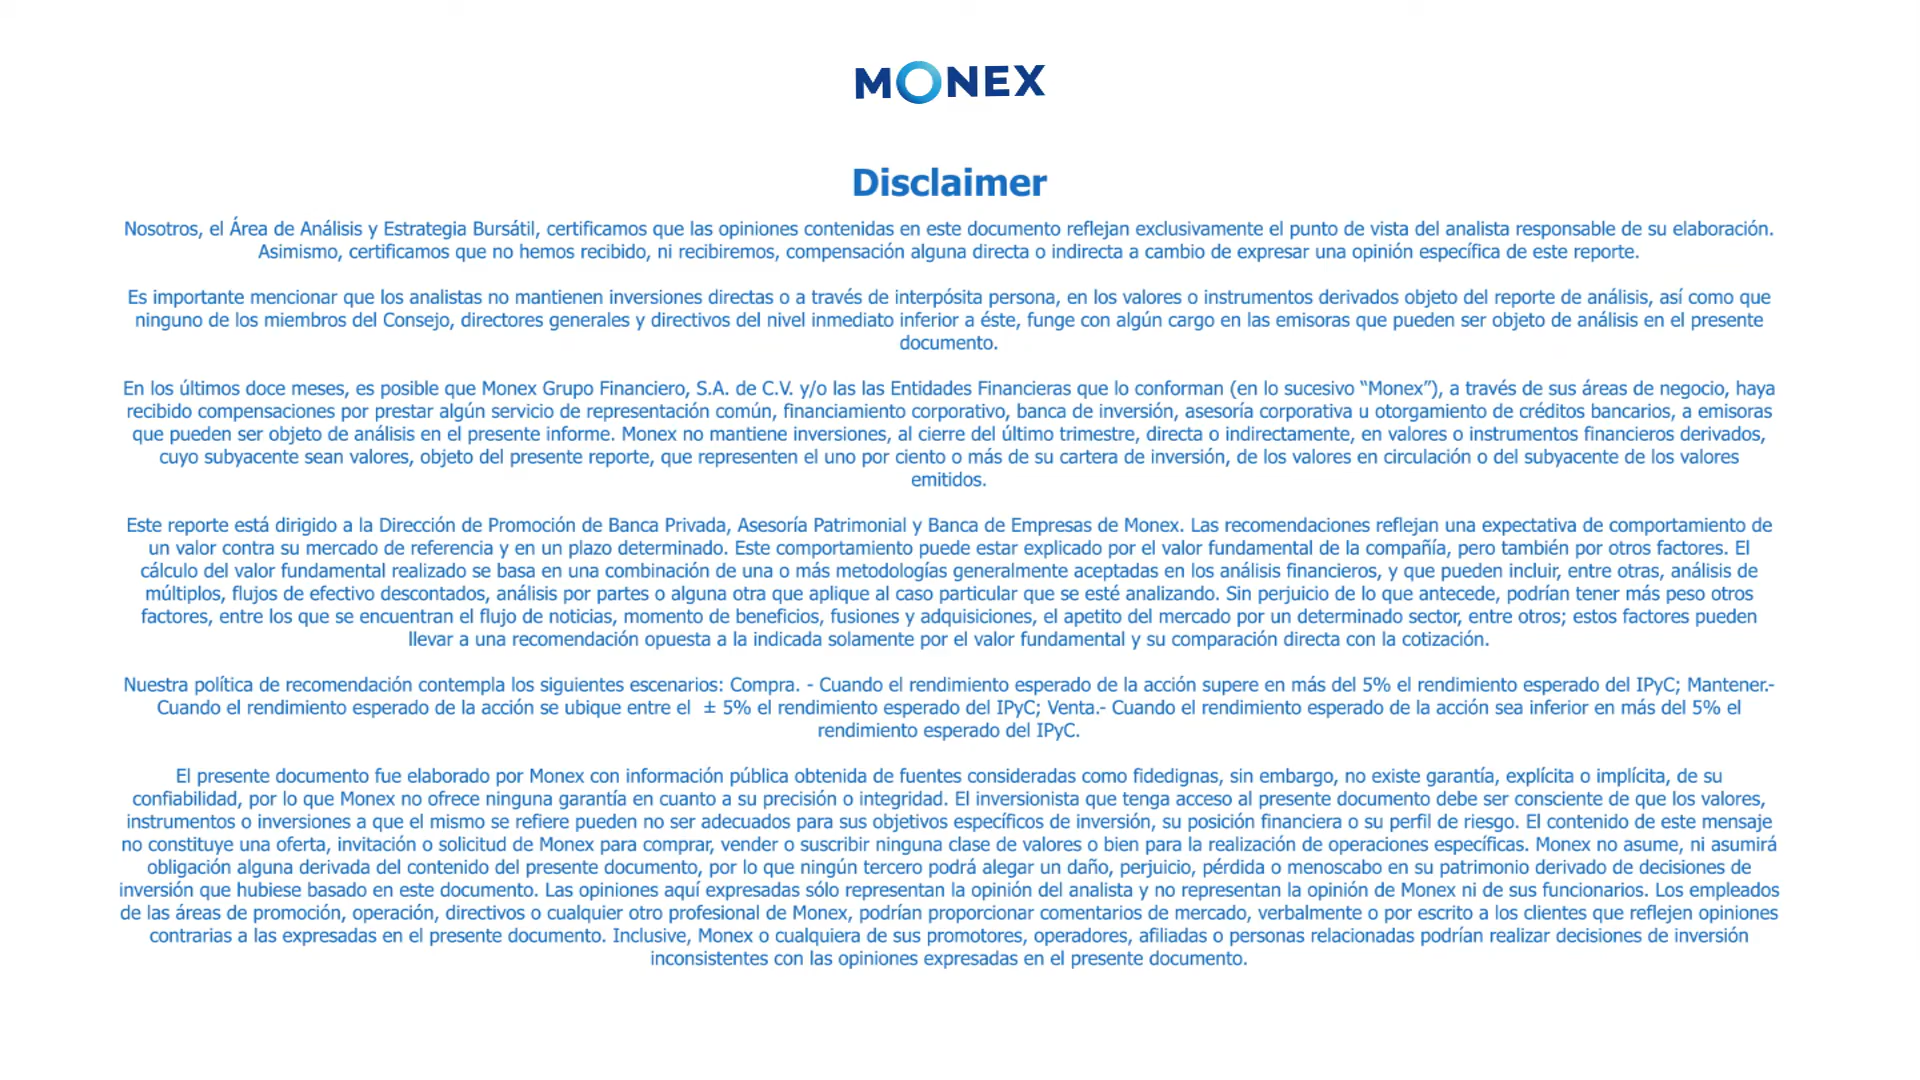 MONEX
Disclaimer
Nosotros, el Área de Análisis y Estrategia Bursátil, certificamos que las opiniones contenidas en este documento reflejan exclusivamente el punto de vista del analista responsable de su elaboración.
Asimismo, certificamos que no hemos recibido, ni recibiremos, compensación alguna directa o indirecta a cambio de expresar una opinión específica de este reporte.
Es importante mencionar que los analistas no mantienen inversiones directas o a través de interpósita persona, en los valores o instrumentos derivados objeto del reporte de análisis, así como que
ninguno de los miembros del Consejo, directores generales y directivos del nivel inmediato inferior a éste, funge con algún cargo en las emisoras que pueden ser objeto de análisis en el presente
documento.
En los últimos doce meses, es posible que Monex Grupo Financiero, S.A. de C.V. y/o las las Entidades Financieras que lo conforman (en lo sucesivo “Monex”), a través de sus áreas de negocio, haya
recibido compensaciones por prestar algún servicio de representación común, financiamiento corporativo, banca de inversión, asesoría corporativa u otorgamiento de créditos bancarios, a emisoras
que pueden ser objeto de análisis en el presente informe. Monex no mantiene inversiones, al cierre del último trimestre, directa o indirectamente, en valores o instrumentos financieros derivados,
cuyo subyacente sean valores, objeto del presente reporte, que representen el uno por ciento o más de su cartera de inversión, de los valores en circulación o del subyacente de los valores
emitidos.
Este reporte está dirigido a la Dirección de Promoción de Banca Privada, Asesoría Patrimonial y Banca de Empresas de Monex. Las recomendaciones reflejan una expectativa de comportamiento de
un valor contra su mercado de referencia y en un plazo determinado. Este comportamiento puede estar explicado por el valor fundamental de la compañía, pero también por otros factores. El
cálculo del valor fundamental realizado se basa en una combinación de una o más metodologías generalmente aceptadas en los análisis financieros, y que pueden incluir, entre otras, análisis de
múltiplos, flujos de efectivo descontados, análisis por partes o alguna otra que aplique al caso particular que se esté analizando. Sin perjuicio de lo que antecede, podrían tener más peso otros
factores, entre los que se encuentran el flujo de noticias, momento de beneficios, fusiones y adquisiciones, el apetito del mercado por un determinado sector, entre otros; estos factores pueden
llevar a una recomendación opuesta a la indicada solamente por el valor fundamental y su comparación directa con la cotización.
Nuestra política de recomendación contempla los siguientes escenarios: Compra. - Cuando el rendimiento esperado de la acción supere en más del 5% el rendimiento esperado del IPyC; Mantener.-
Cuando el rendimiento esperado de la acción se ubique entre el ± 5% el rendimiento esperado del IPyC; Venta.- Cuando el rendimiento esperado de la acción sea inferior en más del 5% el
rendimiento esperado del IPyC.
El presente documento fue elaborado por Monex con información pública obtenida de fuentes consideradas como fidedignas, sin embargo, no existe garantía, explícita o implícita, de su
confiabilidad, por lo que Monex no ofrece ninguna garantía en cuanto a su precisión o integridad. El inversionista que tenga acceso al presente documento debe ser consciente de que los valores,
instrumentos o inversiones a que el mismo se refiere pueden no ser adecuados para sus objetivos específicos de inversión, su posición financiera o su perfil de riesgo. El contenido de este mensaje
no constituye una oferta, invitación o solicitud de Monex para comprar, vender o suscribir ninguna clase de valores o bien para la realización de operaciones específicas. Monex no asume, ni asumirá
obligación alguna derivada del contenido del presente documento, por lo que ningún tercero podrá alegar un daño, perjuicio, pérdida o menoscabo en su patrimonio derivado de decisiones de
inversión que hubiese basado en este documento. Las opiniones aquí expresadas sólo representan la opinión del analista y no representan la opinión de Monex ni de sus funcionarios. Los empleados
de las áreas de promoción, operación, directivos o cualquier otro profesional de Monex, podrían proporcionar comentarios de mercado, verbalmente o por escrito a los clientes que reflejen opiniones
contrarias a las expresadas en el presente documento. Inclusive, Monex o cualquiera de sus promotores, operadores, afiliadas o personas relacionadas podrían realizar decisiones de inversión
inconsistentes con las opiniones expresadas en el presente documento.